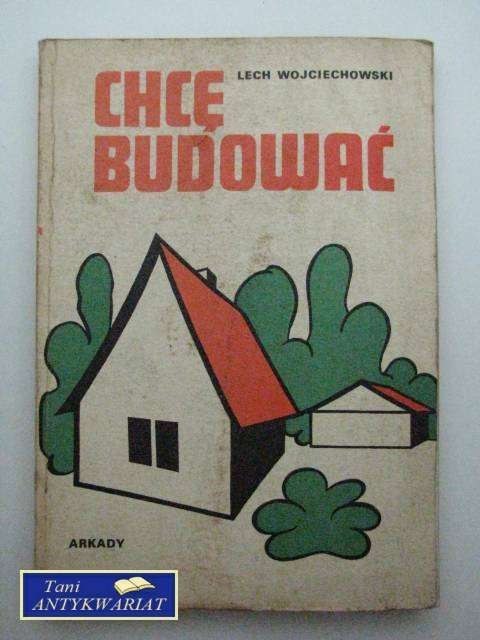 LECH WOJCIECHOWSKI
CHCĘ
BUDOWAĆ
ARKADY
Tani
ANTYKWARIAT